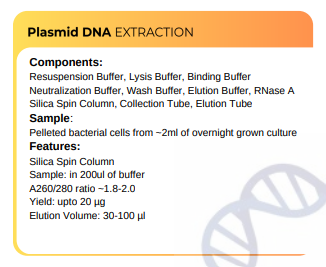 Plasmid DNA EXTRACTION
Components:
Resuspension Buffer, Lysis Buffer, Binding Buffer
Neutralization Buffer, Wash Buffer, Elution Buffer, RNase A
Silica Spin Column, Collection Tube, Elution Tube
Sample:
Pelleted bacterial cells from ~2ml of overnight grown culture
Features:
Silica Spin Column
Sample: in 200ul of buffer
A260/280 ratio ~1.8-2.0
Yield: upto 20 µg
Elution Volume: 30-100 µl